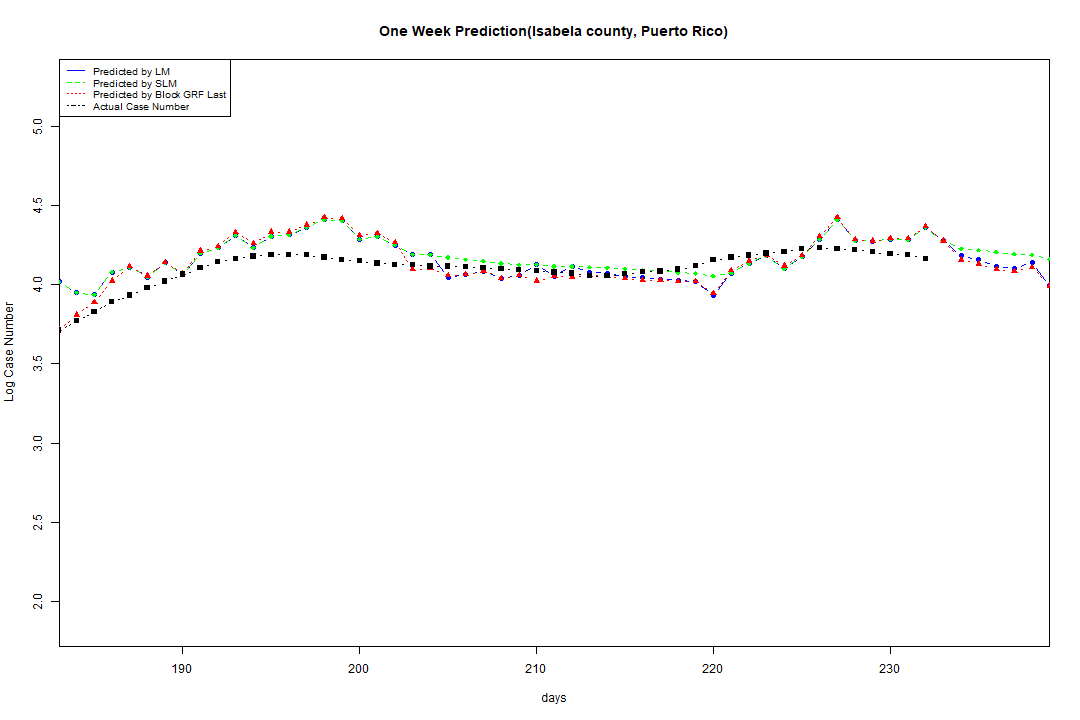 One Week Prediction(Isabela county, Puerto Rico)
Predicted by LM
Predicted by SLM
Predicted by Block GRF Last
Actual Case Number
5.0
4.5
4.0
3.5
3.0
2.5
2.0
Log Case Number
190
200
210
220
230
days